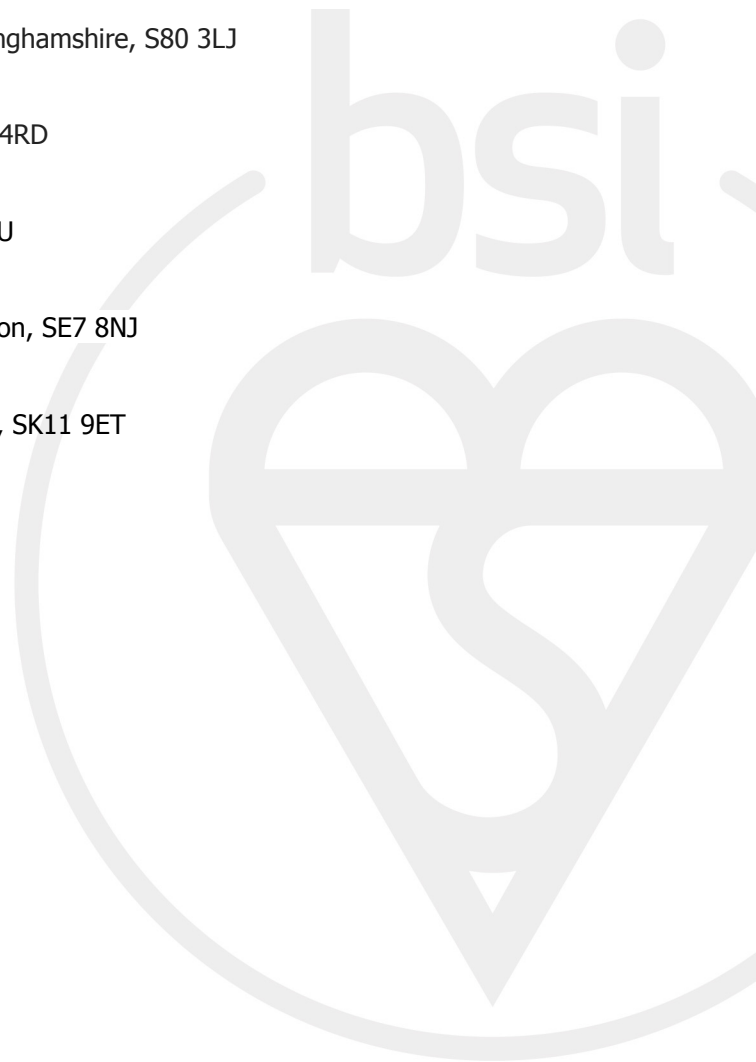 bsi
nghamshire, S80 3LJ
4RD
U
on, SE7 8NJ
, SK11 9ET